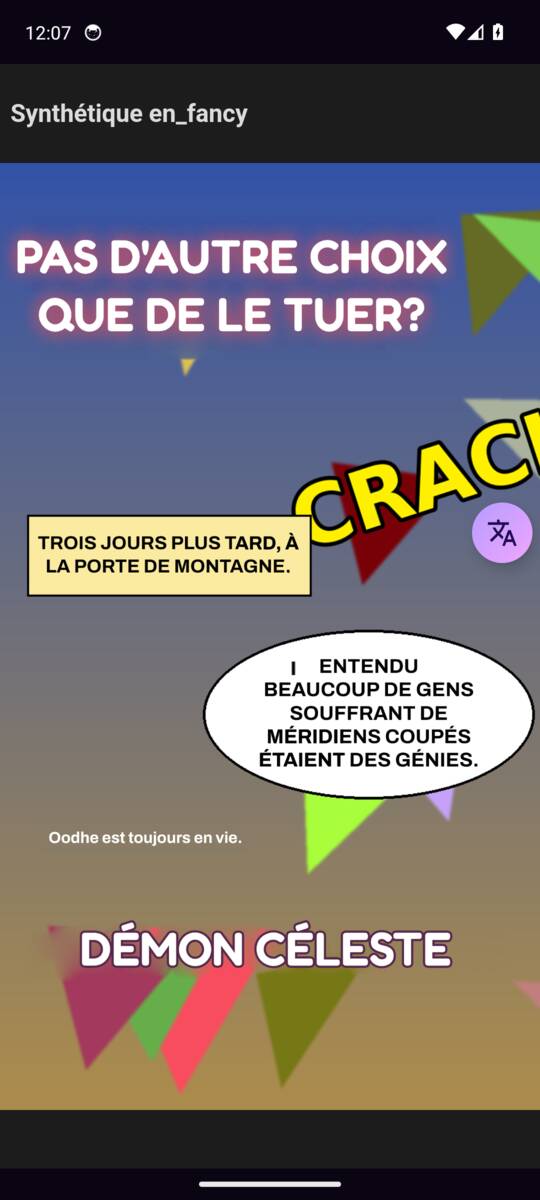 12:07
Synthétique en_fancy
PAS D'AUTRE CHOIX
QUE DE LE TUER?
CRAC
TROIS JOURS PLUS TARD, À
LA PORTE DE MONTAGNE.
I ENTENDU
BEAUCOUP DE GENS
SOUFFRANT DE
MÉRIDIENS COUPÉS
ÉTAIENT DES GÉNIES.
Oodhe est toujours en vie.
DÉMON CÉLESTE